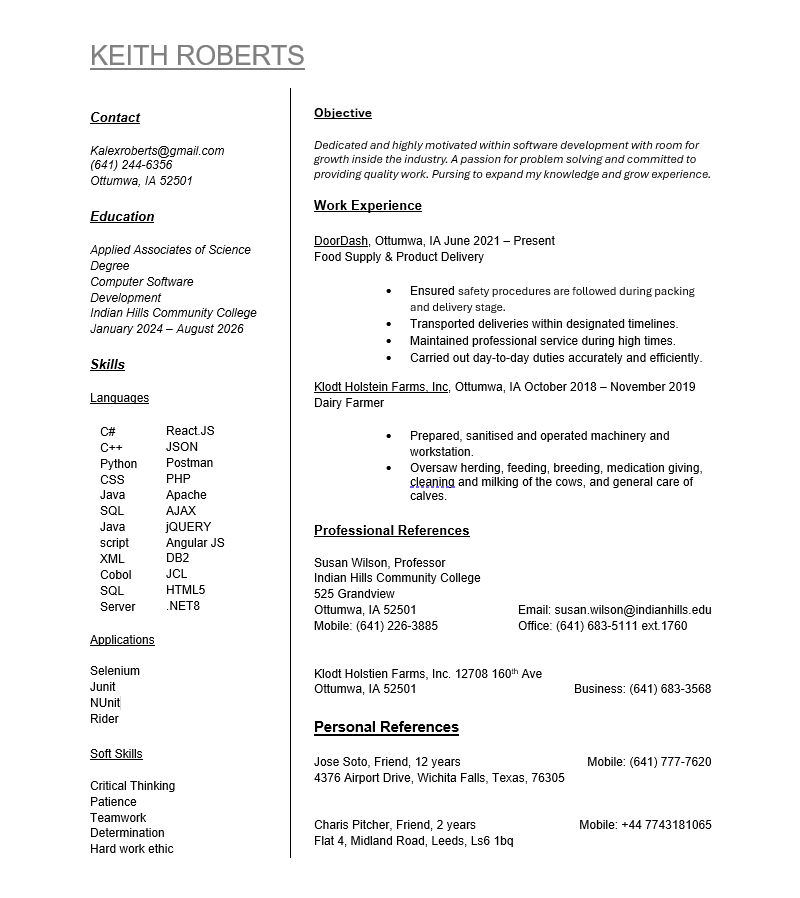 KEITH ROBERTS
Contact
Kalexroberts@gmail.com
(641) 244-6356
Ottumwa, IA 52501
Education
Applied Associates of Science
Degree
Computer Software
Development
Indian Hills Community College
January 2024 – August 2026
Skills
Languages
C#
C++
Python
CSS
Java
SQL
Java
script
XML
Cobol
SQL
Server
React.JS
JSON
Postman
PHP
Apache
AJAX
jQUERY
Angular JS
DB2
JCL
HTML5
.NET8
Applications
Selenium
Junit
NUnit
Rider
Soft Skills
Critical Thinking
Patience
Teamwork
Determination
Hard work ethic
Objective
Dedicated and highly motivated within software development with room for
growth inside the industry. A passion for problem solving and committed to
providing quality work. Pursing to expand my knowledge and grow experience.
Work Experience
DoorDash, Ottumwa, IA June 2021 – Present
Food Supply & Product Delivery
• Ensured safety procedures are followed during packing
and delivery stage.
• Transported deliveries within designated timelines.
• Maintained professional service during high times.
• Carried out day-to-day duties accurately and efficiently.
Klodt Holstein Farms, Inc, Ottumwa, IA October 2018 – November 2019
Dairy Farmer
• Prepared, sanitised and operated machinery and
workstation.
• Oversaw herding, feeding, breeding, medication giving,
cleaning and milking of the cows, and general care of
calves.
Professional References
Susan Wilson, Professor
Indian Hills Community College
525 Grandview
Ottumwa, IA 52501 Email: susan.wilson@indianhills.edu
Mobile: (641) 226-3885 Office: (641) 683-5111 ext.1760
Klodt Holstien Farms, Inc. 12708 160th Ave
Ottumwa, IA 52501 Business: (641) 683-3568
Personal References
Jose Soto, Friend, 12 years Mobile: (641) 777-7620
4376 Airport Drive, Wichita Falls, Texas, 76305
Charis Pitcher, Friend, 2 years Mobile: +44 7743181065
Flat 4, Midland Road, Leeds, Ls6 1bq